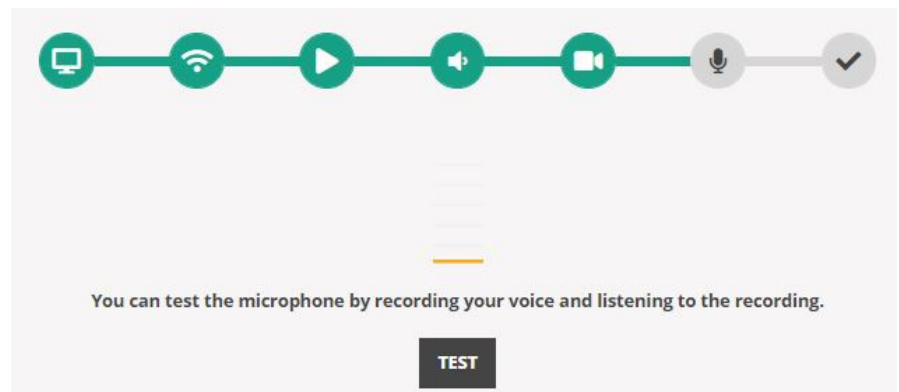 You can test the microphone by recording your voice and listening to the recording.
TEST